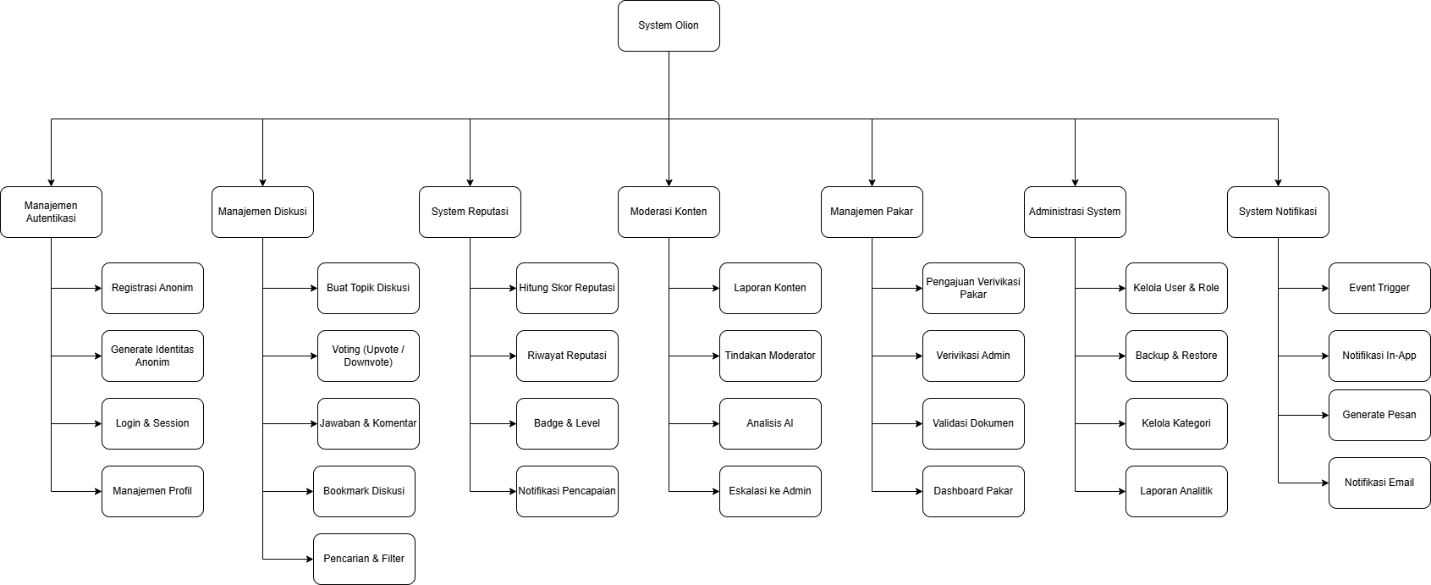 System Olion
Manajemen
Autentikasi
Manajemen Diskusi
System Reputasi
Moderasi Konten
Manajemen Pakar
Administrasi System
System Notifikasi
Registrasi Anonim
Generate Identitas
Anonim
Login & Session
Manajemen Profil
Buat Topik Diskusi
Voting (Upvote /
Downvote)
Jawaban & Komentar
Bookmark Diskusi
Pencarian & Filter
Hitung Skor Reputasi
Riwayat Reputasi
Badge & Level
Notifikasi Pencapaian
Laporan Konten
Tindakan Moderator
Analisis AI
Eskalasi ke Admin
Pengajuan Verivikasi
Pakar
Verivikasi Admin
Validasi Dokumen
Dashboard Pakar
Kelola User & Role
Backup & Restore
Kelola Kategori
Laporan Analitik
Event Trigger
Notifikasi In-App
Generate Pesan
Notifikasi Email